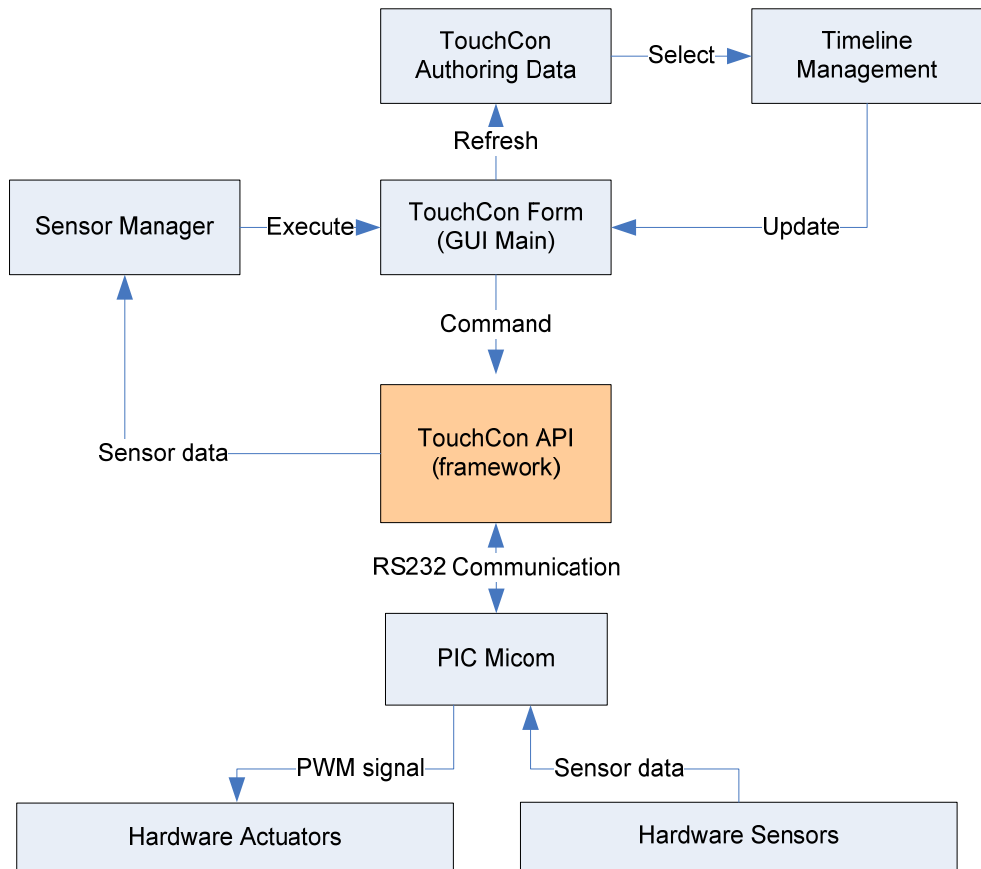 TouchCon
Authoring Data
Select
Timeline
Management
Refresh
Sensor Manager
Execute
TouchCon Form
(GUI Main)
Update
Command
TouchCon API
(framework)
Sensor data
RS232 Communication
PIC Micom
PWM signal
Sensor data
Hardware Actuators
Hardware Sensors